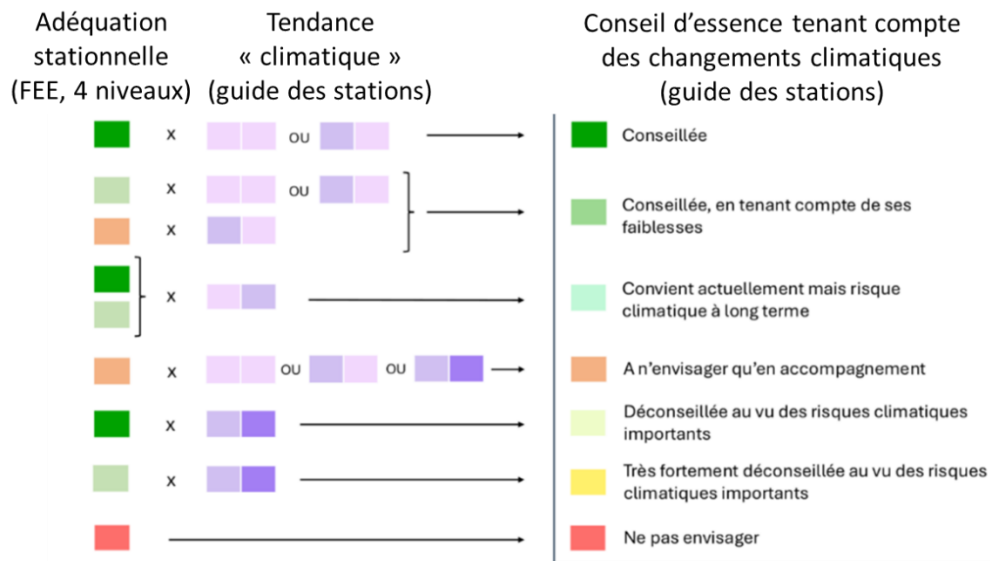 Adéquation
stationnelle
(FEE, 4 niveaux)
Tendance
« climatique »
(guide des stations)
Conseil d’essence tenant compte
des changements climatiques
(guide des stations)
x
OU
Conseillée
x
OU
x
Conseillée, en tenant compte de ses
faiblesses
x
Convient actuellement mais risque
climatique à long terme
x
OU
OU
A n’envisager qu’en accompagnement
x
Déconseillée au vu des risques climatiques
importants
x
Très fortement déconseillée au vu des risques
climatiques importants
Ne pas envisager